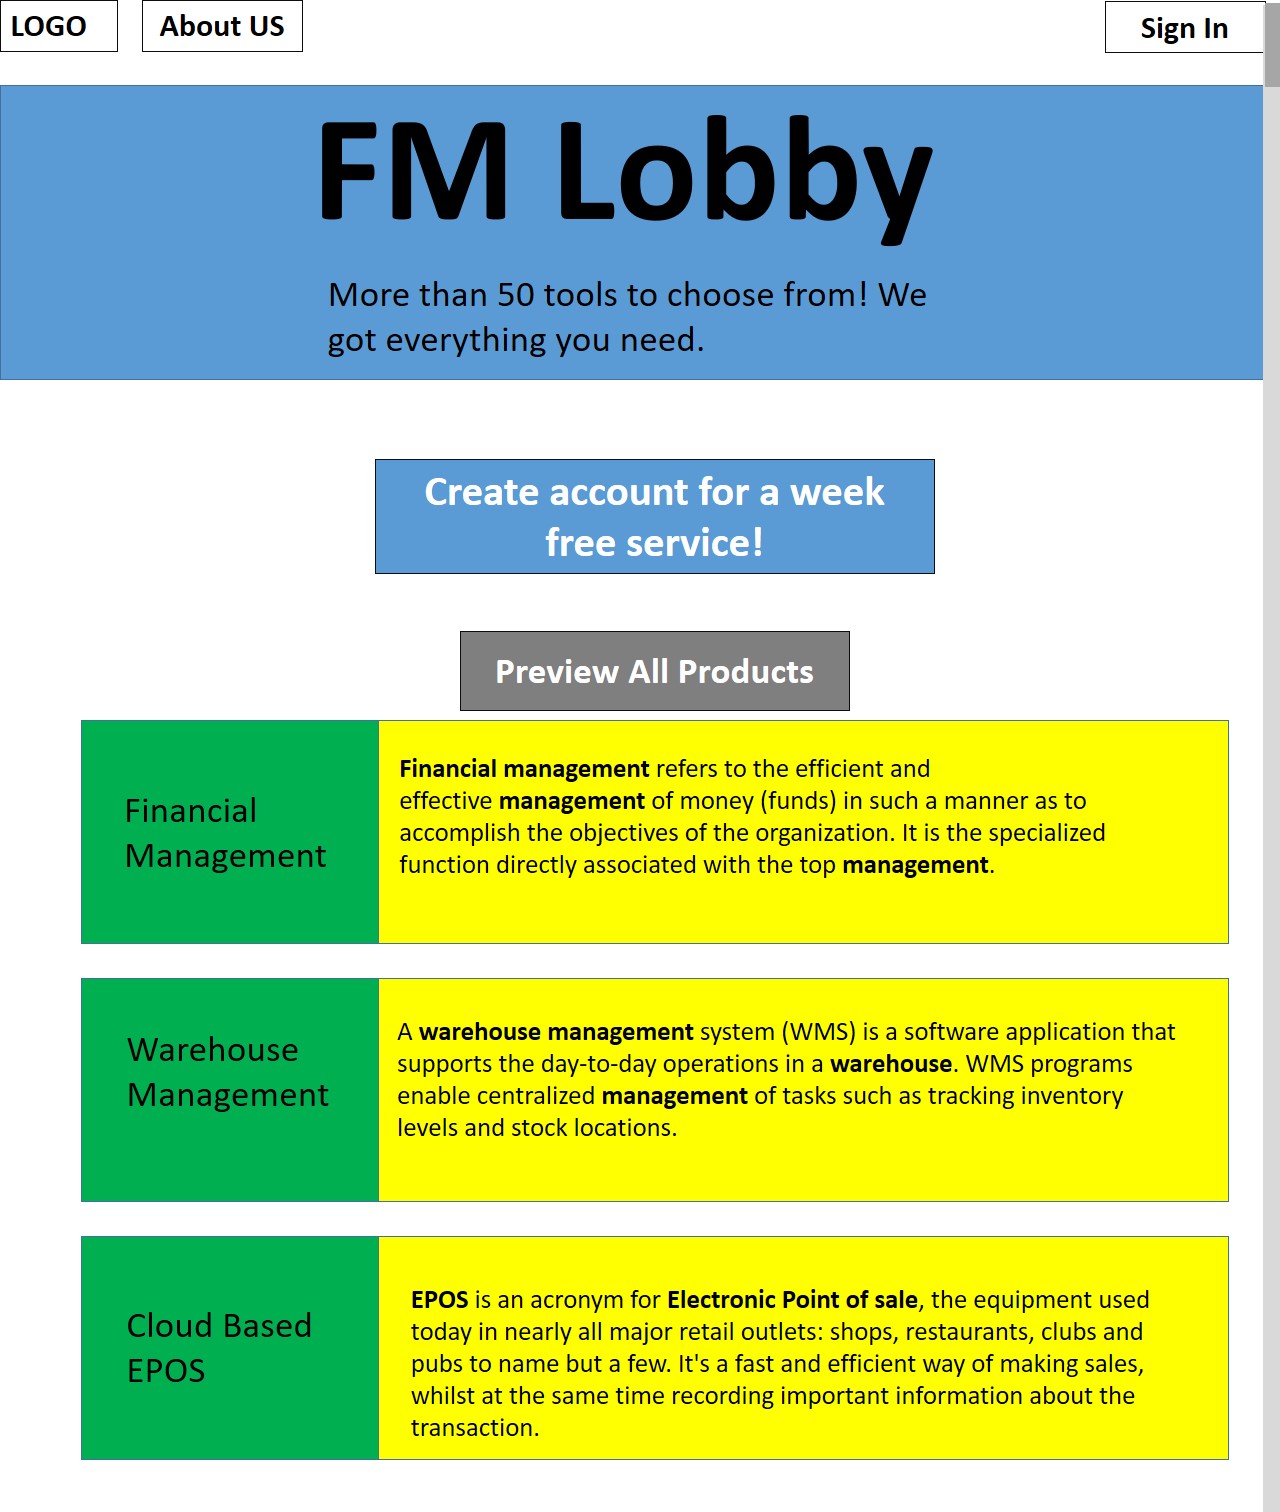 LOGO
About US
Sign In
FM Lobby
More than 50 tools to choose from! We
got everything you need.
Create account for a week
free service!
Preview All Products
Financial
Management
Financial management refers to the efficient and
effective management of money (funds) in such a manner as to
accomplish the objectives of the organization. It is the specialized
function directly associated with the top management.
Warehouse
Management
A warehouse management system (WMS) is a software application that
supports the day-to-day operations in a warehouse. WMS programs
enable centralized management of tasks such as tracking inventory
levels and stock locations.
Cloud Based
EPOS
EPOS is an acronym for Electronic Point of sale, the equipment used
today in nearly all major retail outlets: shops, restaurants, clubs and
pubs to name but a few. It's a fast and efficient way of making sales,
whilst at the same time recording important information about the
transaction.